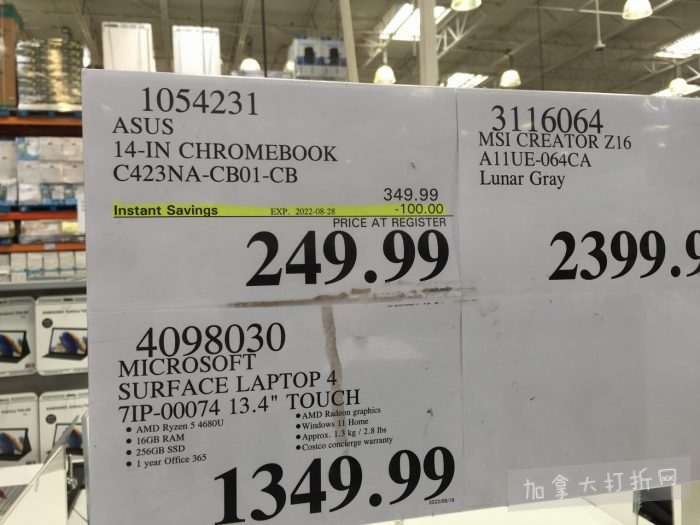 1054231
ASUS
14-IN CHROMEBOOK
C423NA-CB01-CB
349.99
Instant Savings EXP. 2022-08-28 -100.00
PRICE AT REGISTER
249.99
3116064
MSI CREATOR Z16
A11UE-064CA
Lunar Gray
2399.9
4098030
MICROSOFT
SURFACE LAPTOP 4
7IP-00074 13.4" TOUCH
• AMD Ryzen 5 4680U
• 16GB RAM
• 256GB SSD
• 1 year Office 365
• AMD Radeon graphics
• Windows 11 Home
• Approx. 1.3 kg / 2.8 lbs
• Costco concierge warranty
1349.99
加拿大打折网